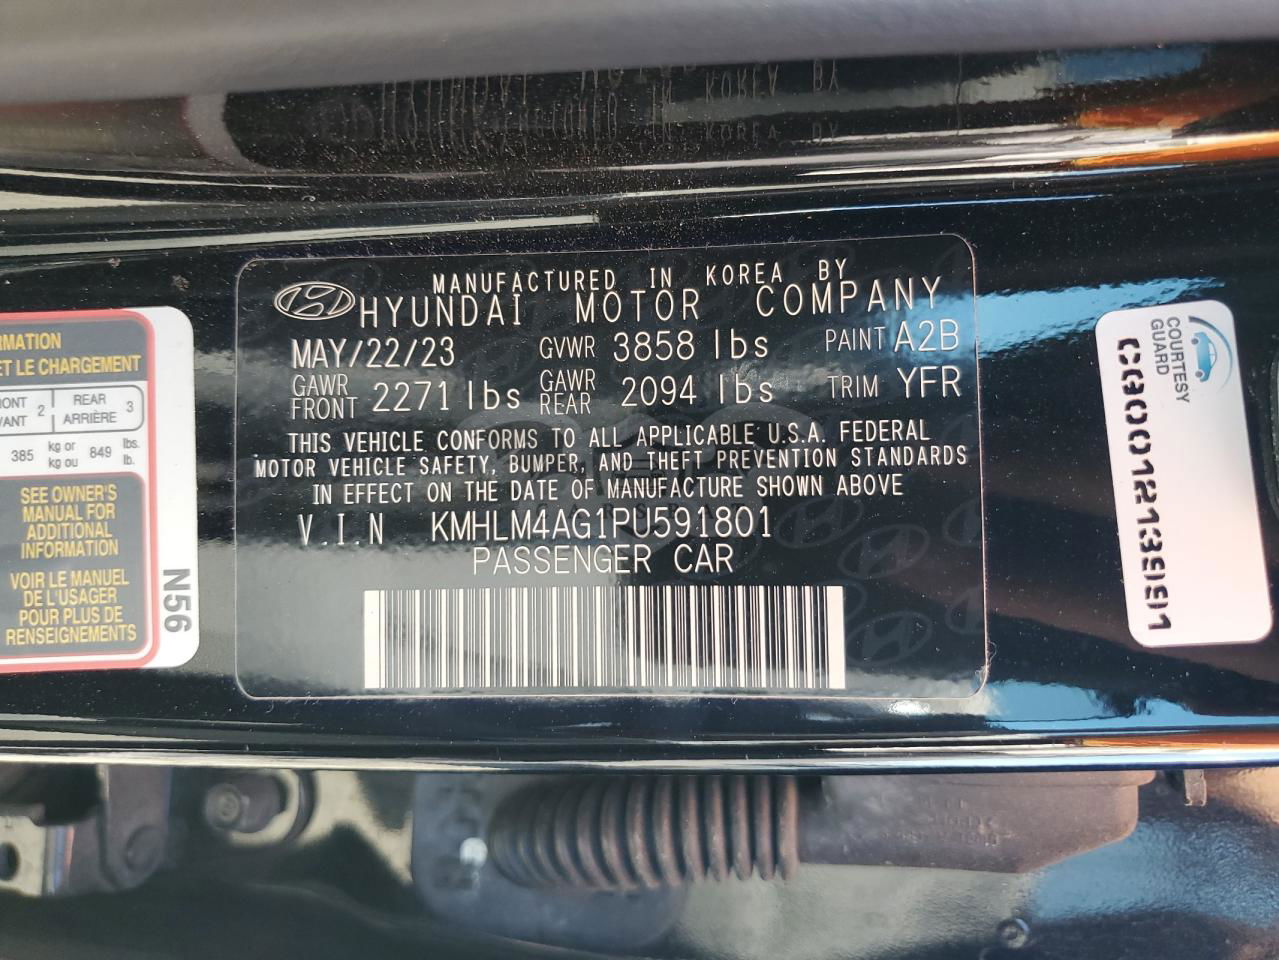 MANUFACTURED IN KOREA BY
HYUNDAI MOTOR COMPANY
MAY/22/23 GVWR 3858 lbs PAINT A2B
GAWR FRONT 2271 lbs GAWR REAR 2094 lbs TRIM YFR
THIS VEHICLE CONFORMS TO ALL APPLICABLE U.S.A. FEDERAL
MOTOR VEHICLE SAFETY, BUMPER, AND THEFT PREVENTION STANDARDS
IN EFFECT ON THE DATE OF MANUFACTURE SHOWN ABOVE
V.I.N KMHLM4AG1PU591801
PASSENGER CAR
ET LE CHARGEMENT
2 REAR 3
ARRIÈRE
385 kg or 849 lbs.
kg ou lb.
SEE OWNER'S
MANUAL FOR
ADDITIONAL
INFORMATION
VOIR LE MANUEL
DE L'USAGER
POUR PLUS DE
RENSEIGNEMENTS
N56
COURTESY
GUARD